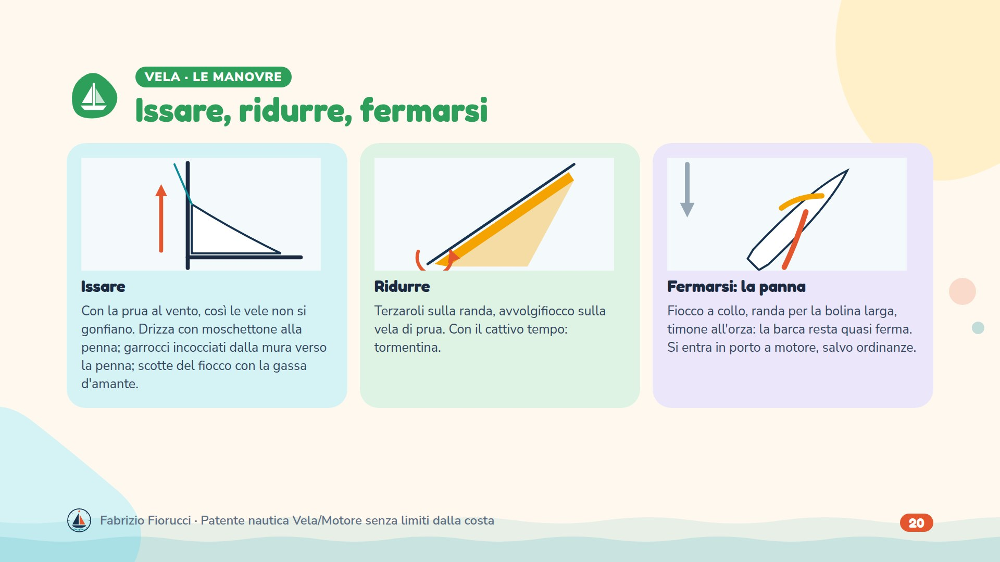 VELA · LE MANOVRE
Issare, ridurre, fermarsi
Issare
Con la prua al vento, così le vele non si
gonfiano. Drizza con moschettone alla
penna; garrocci incocciati dalla mura verso
la penna; scotte del fiocco con la gassa
d'amante.
Ridurre
Terzaroli sulla randa, avvolgifiocco sulla
vela di prua. Con il cattivo tempo:
tormentina.
Fermarsi: la panna
Fiocco a collo, randa per la bolina larga,
timone all'orza: la barca resta quasi ferma.
Si entra in porto a motore, salvo ordinanze.
Fabrizio Fiorucci · Patente nautica Vela/Motore senza limiti dalla costa
20